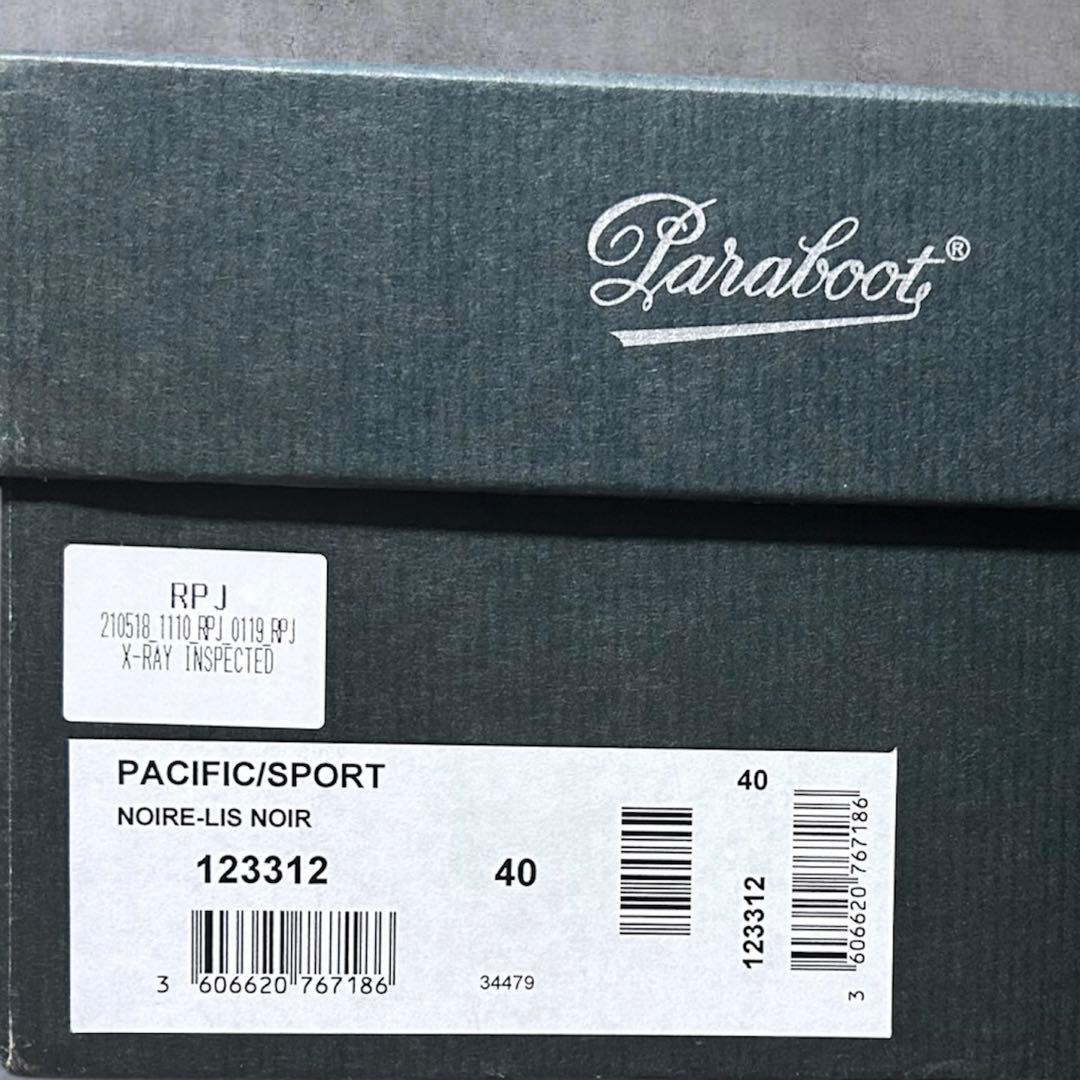 Paraboot®
RPJ
210518_1110_RPJ_0119_RPJ
X-RAY INSPECTED
PACIFIC/SPORT
40
NOIRE-LIS NOIR
123312
40
3 606620 767186
34479
123312
3 606620 767186